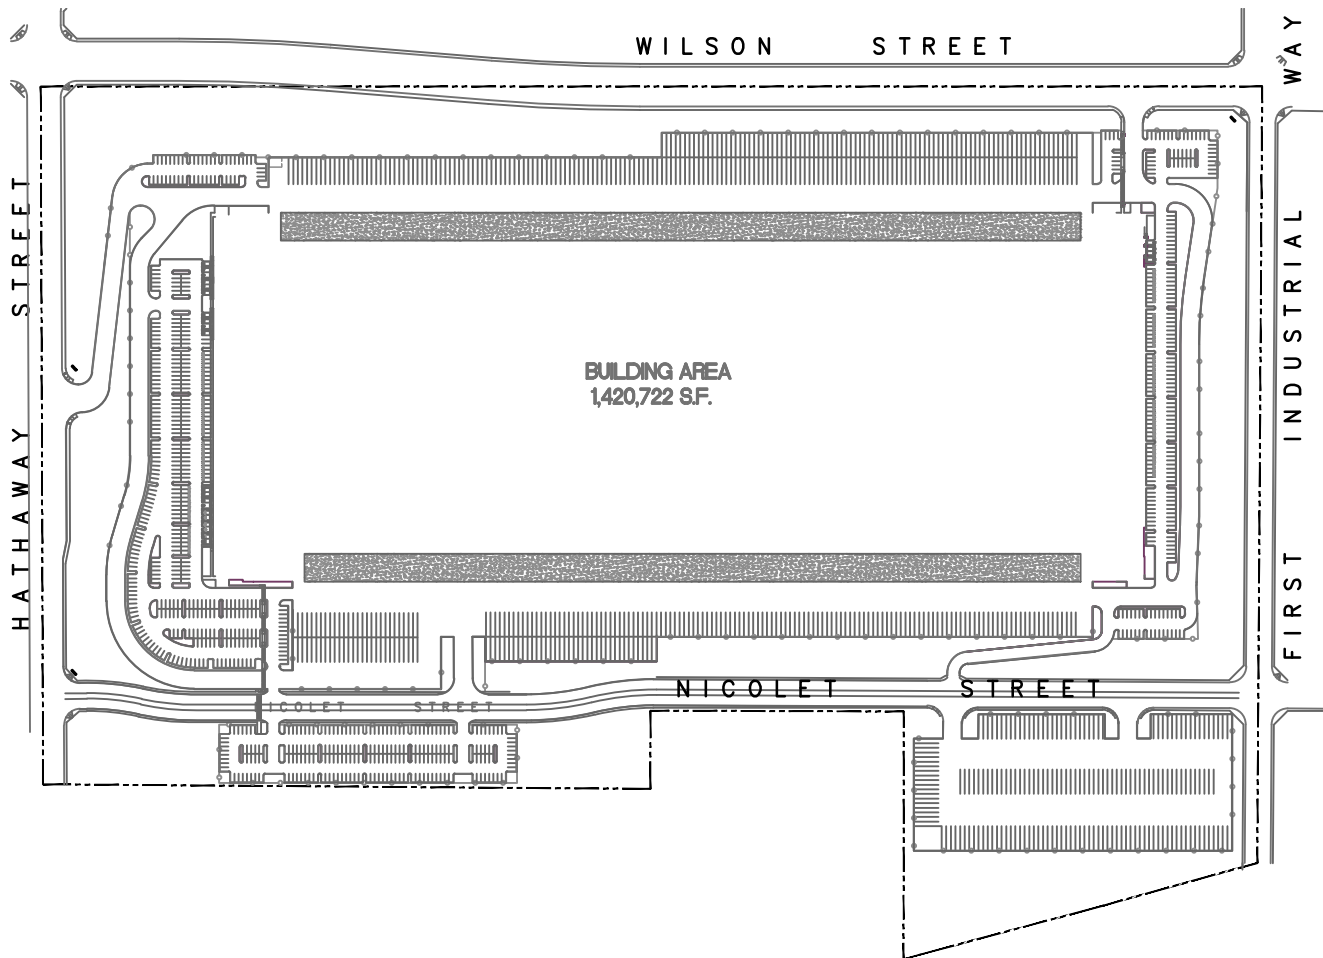 WILSON STREET
HATHAWAY STREET
FIRST INDUSTRIAL WAY
BUILDING AREA
1,420,722 S.F.
NICOLET STREET
NICOLET STREET